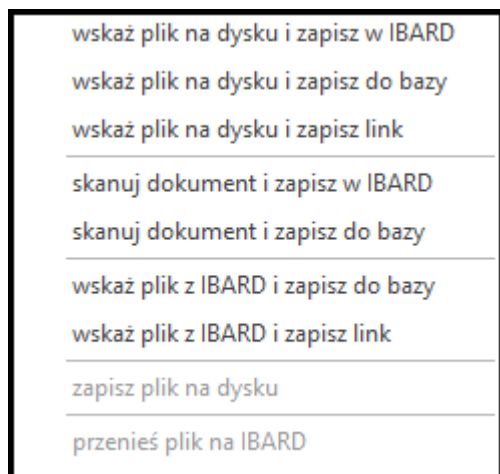 wskaż plik na dysku i zapisz w IBARD
wskaż plik na dysku i zapisz do bazy
wskaż plik na dysku i zapisz link
skanuj dokument i zapisz w IBARD
skanuj dokument i zapisz do bazy
wskaż plik z IBARD i zapisz do bazy
wskaż plik z IBARD i zapisz link
zapisz plik na dysku
przenieś plik na IBARD